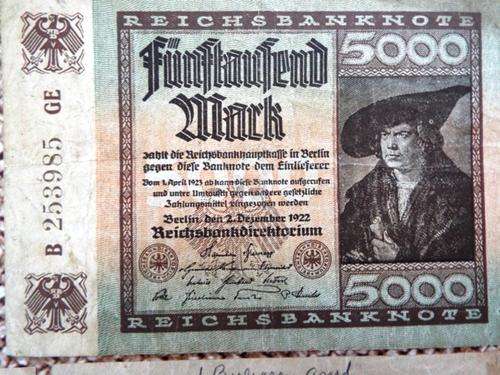 REICHSBANKNOTE
5000
Fünftausend
Mark
zahlt die Reichsbankhauptkasse in Berlin
gegen diese Banknote dem Einlieferer
Vom 1. April 1923 ab kann diese Banknote aufgerufen
und unter Umtausch gegen andere gesetzliche
Zahlungsmittel eingezogen werden
Berlin, den 2. Dezember 1922
Reichsbankdirektorium
5000
REICHSBANKNOTE
B 253985 GE